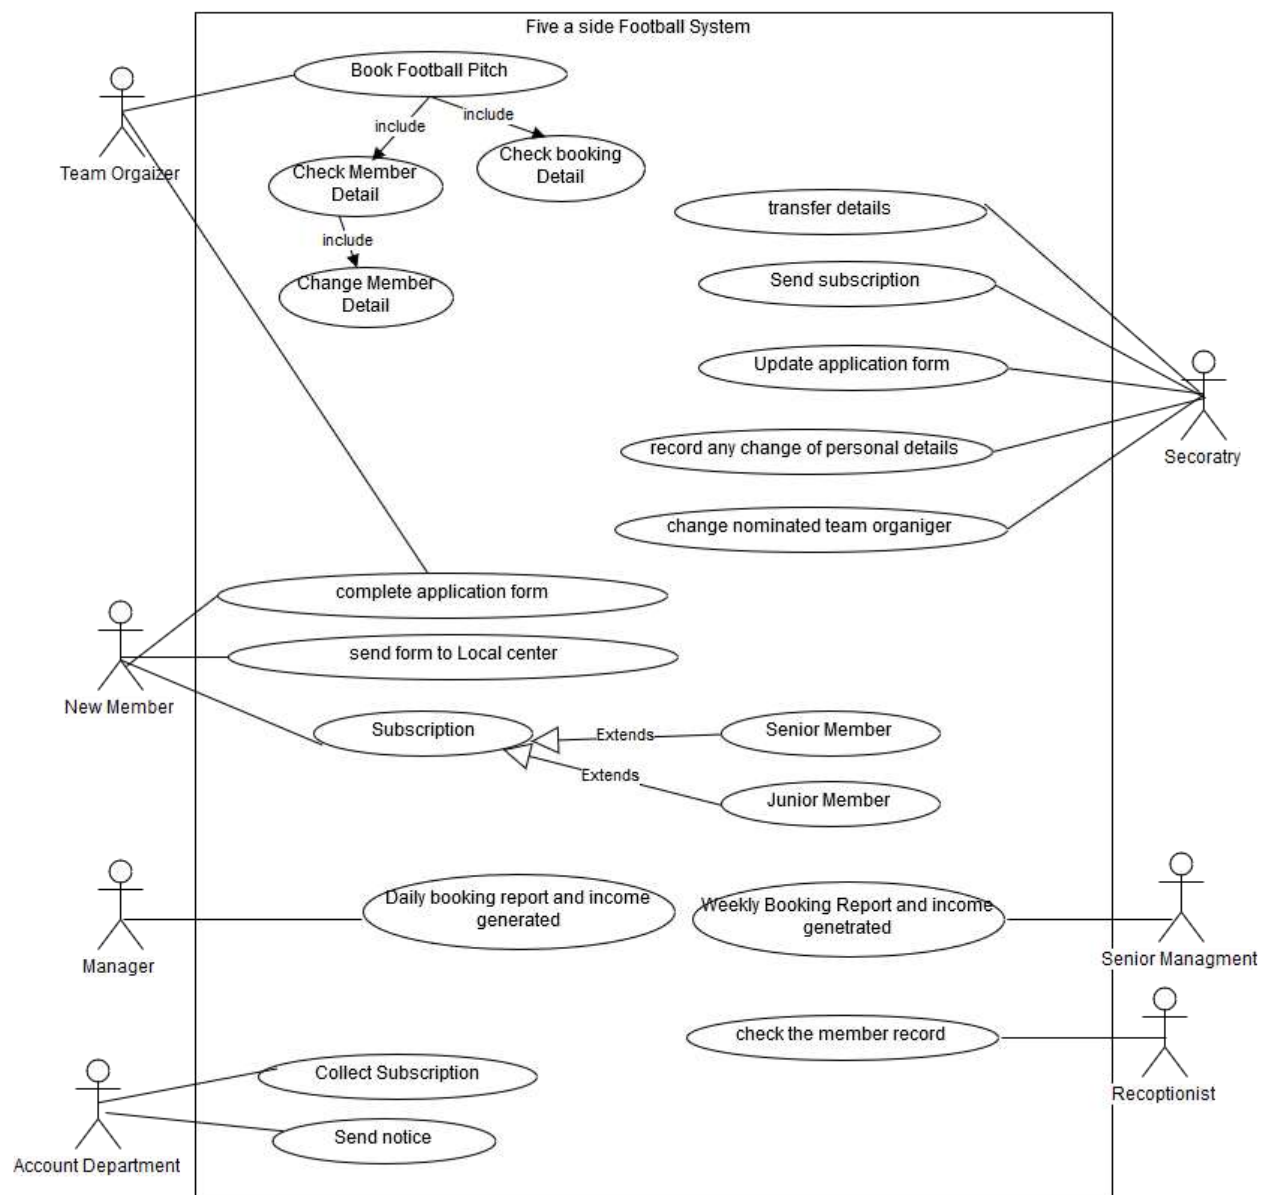 Five a side Football System
Book Football Pitch
include
include
Team Orgaizer
Check Member
Detail
Check booking
Detail
include
Change Member
Detail
transfer details
Send subscription
Update application form
record any change of personal details
Secoratry
change nominated team organiger
complete application form
send form to Local center
New Member
Subscription
Extends
Senior Member
Extends
Junior Member
Daily booking report and income
generated
Manager
Weekly Booking Report and income
genetrated
Senior Managment
check the member record
Recoptionist
Collect Subscription
Send notice
Account Department